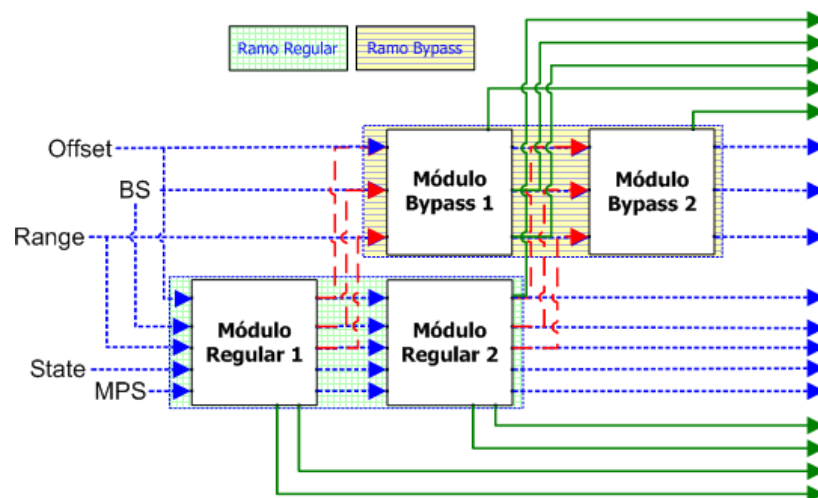 Ramo Regular
Ramo Bypass
Offset
BS
Range
State
MPS
Módulo
Bypass 1
Módulo
Bypass 2
Módulo
Regular 1
Módulo
Regular 2